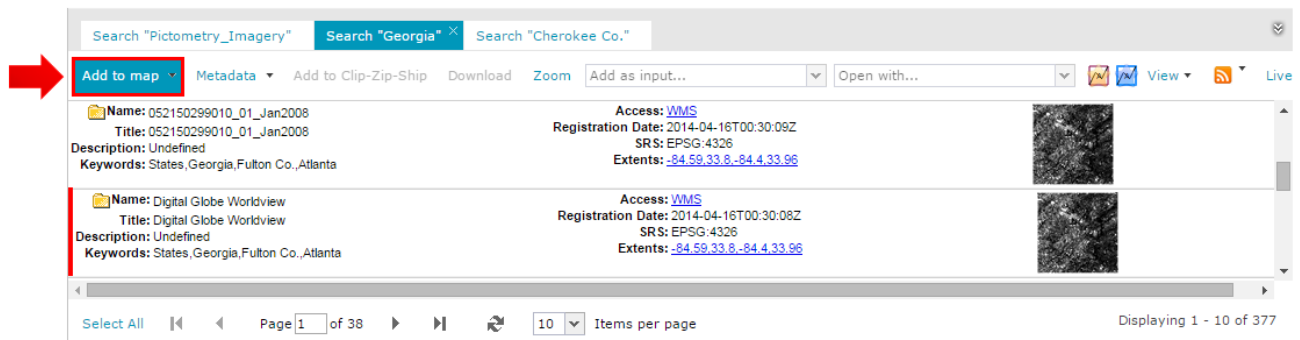 Search "Pictometry_Imagery" Search "Georgia" Search "Cherokee Co."
Add to map Metadata Add to Clip-Zip-Ship Download Zoom Add as input... Open with... View Live
Name: 052150299010_01_Jan2008
Title: 052150299010_01_Jan2008
Description: Undefined
Keywords: States,Georgia,Fulton Co.,Atlanta
Access: WMS
Registration Date: 2014-04-16T00:30:09Z
SRS: EPSG:4326
Extents: -84.59,33.8,-84.4,33.96
Name: Digital Globe Worldview
Title: Digital Globe Worldview
Description: Undefined
Keywords: States,Georgia,Fulton Co.,Atlanta
Access: WMS
Registration Date: 2014-04-16T00:30:08Z
SRS: EPSG:4326
Extents: -84.59,33.8,-84.4,33.96
Select All Page 1 of 38 10 Items per page Displaying 1 - 10 of 377